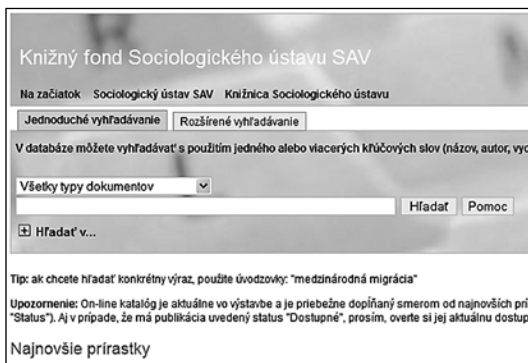 Knižný fond Sociologického ústavu SAV
Na začiatok Sociologický ústav SAV Knižnica Sociologického ústavu
Jednoduché vyhľadávanie Rozšírené vyhľadávanie
V databáze môžete vyhľadávať s použitím jedného alebo viacerých kľúčových slov (názov, autor, vyd
Všetky typy dokumentov
Hľadať Pomoc
Hľadať v...
Tip: ak chcete hľadať konkrétny výraz, použite úvodzovky: "medzinárodná migrácia"
Upozornenie: On-line katalóg je aktuálne vo výstavbe a je priebežne dopĺňaný smerom od najnovších prí
"Status"). Aj v prípade, že má publikácia uvedený status "Dostupné", prosím, overte si jej aktuálnu dostup
Najnovšie prírastky